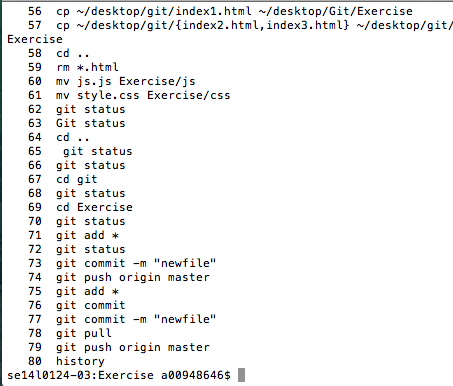 56 cp ~/desktop/git/index1.html ~/desktop/Git/Exercise
57 cp ~/desktop/git/{index2.html,index3.html} ~/desktop/git/
Exercise
58 cd ..
59 rm *.html
60 mv js.js Exercise/js
61 mv style.css Exercise/css
62 git status
63 Git status
64 cd ..
65  git status
66 git status
67 cd git
68 git status
69 cd Exercise
70 git status
71 git add *
72 git status
73 git commit -m "newfile"
74 git push origin master
75 git add *
76 git commit
77 git commit -m "newfile"
78 git pull
79 git push origin master
80 history
se14l0124-03:Exercise a00948646$